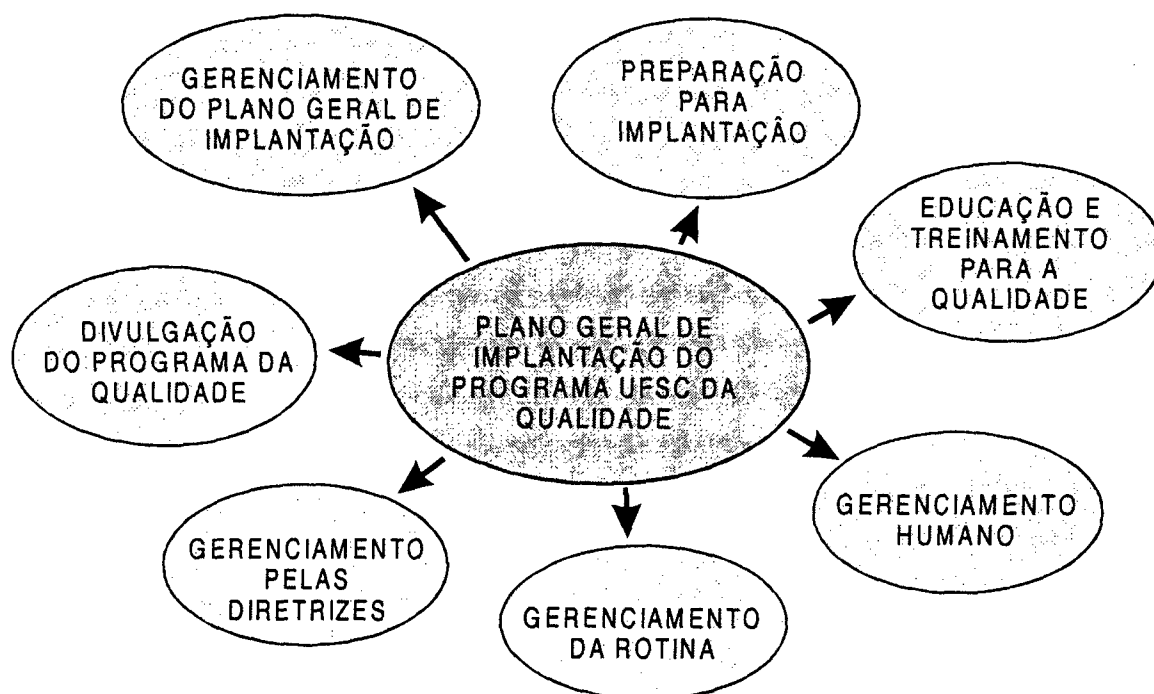 GERENCIAMENTO
DO PLANO GERAL DE
IMPLANTAÇÃO
PREPARAÇÃO
PARA
IMPLANTAÇÃO
EDUCAÇÃO E
TREINAMENTO
PARA A
QUALIDADE
DIVULGAÇÃO
DO PROGRAMA DA
QUALIDADE
PLANO GERAL DE
IMPLANTAÇÃO DO
PROGRAMA UFSC DA
QUALIDADE
GERENCIAMENTO
HUMANO
GERENCIAMENTO
PELAS
DIRETRIZES
GERENCIAMENTO
DA ROTINA